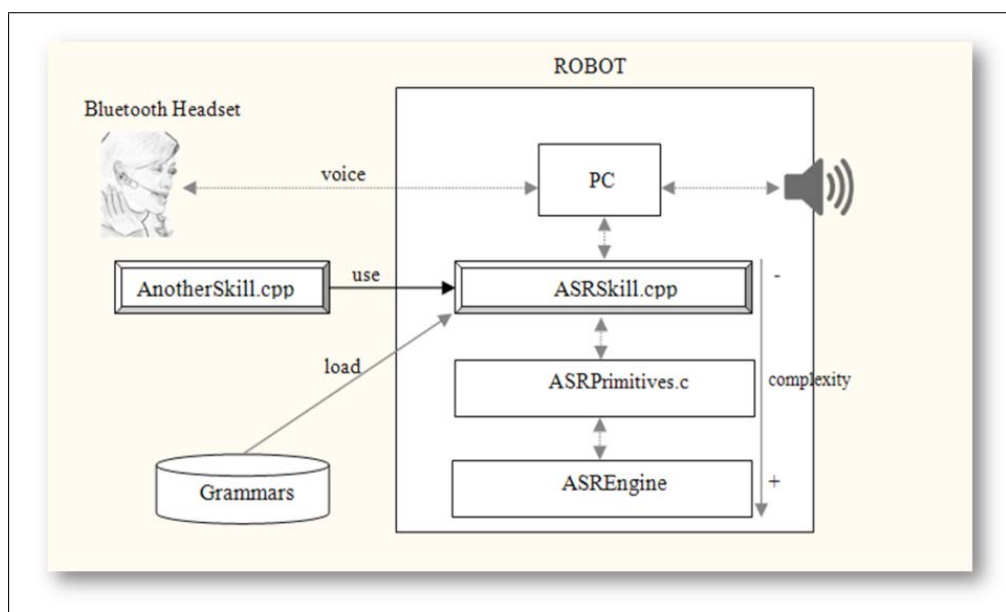 ROBOT
Bluetooth Headset
voice
PC
AnotherSkill.cpp
use
ASRSkill.cpp
-
load
ASRPrimitives.c
complexity
Grammars
ASREngine
+